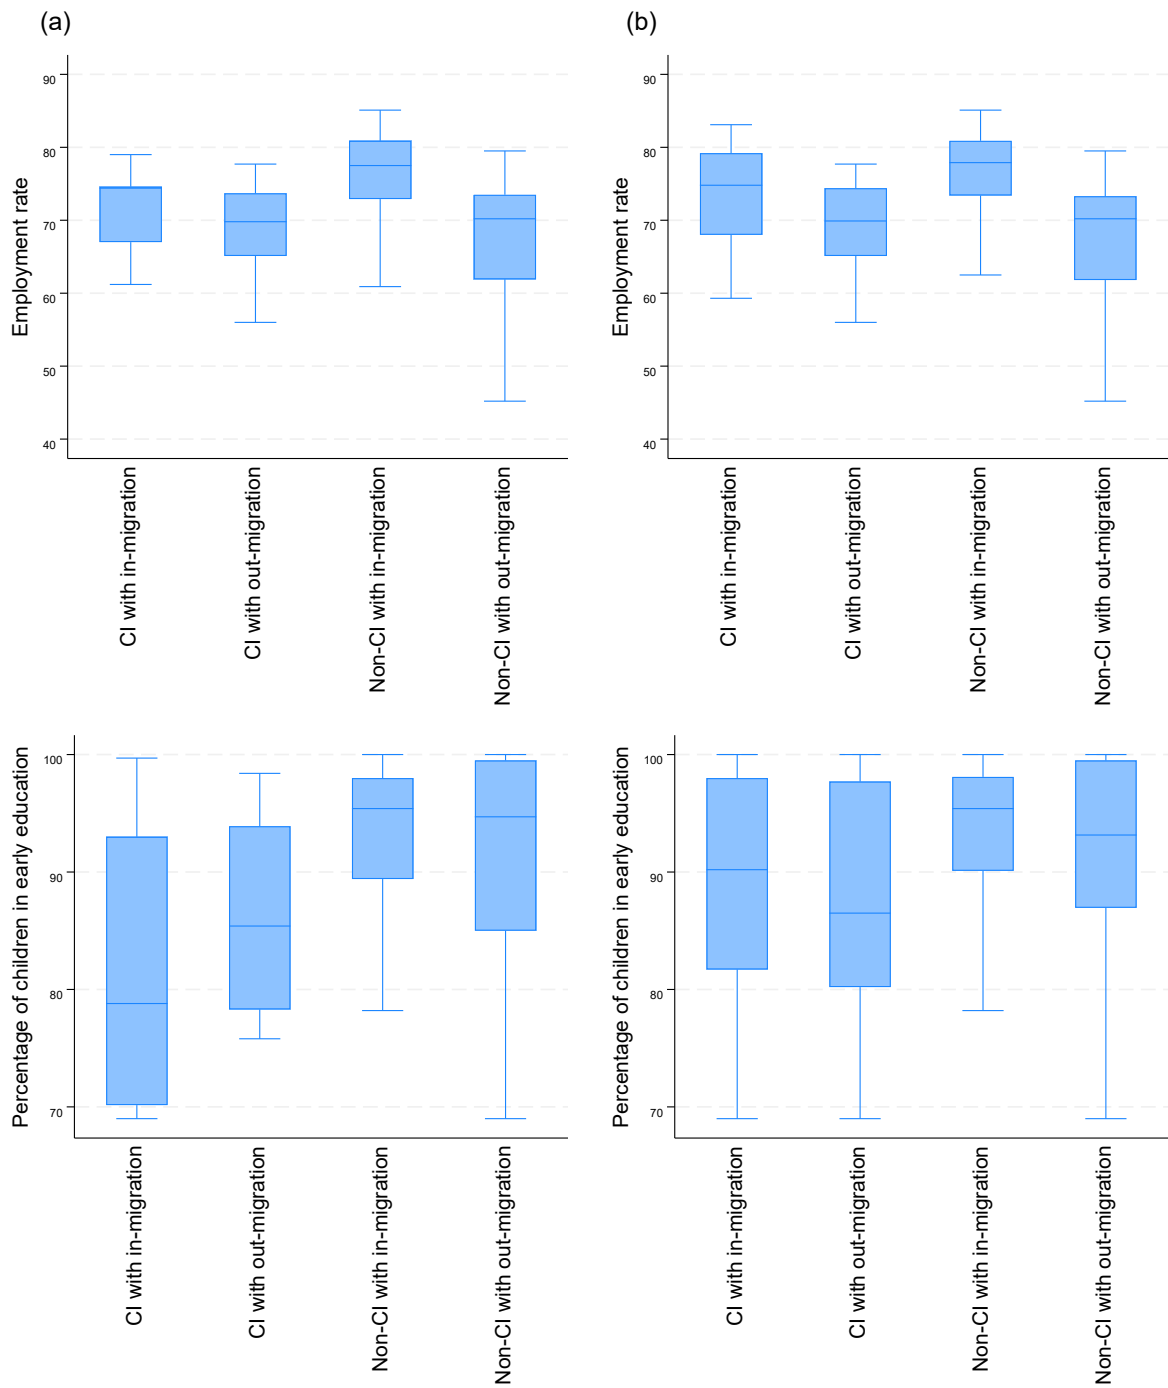 (a)
(b)
Employment rate
90
80
70
60
50
40
CI with in-migration
CI with out-migration
Non-CI with in-migration
Non-CI with out-migration
Employment rate
90
80
70
60
50
40
CI with in-migration
CI with out-migration
Non-CI with in-migration
Non-CI with out-migration
Percentage of children in early education
100
90
80
70
CI with in-migration
CI with out-migration
Non-CI with in-migration
Non-CI with out-migration
Percentage of children in early education
100
90
80
70
CI with in-migration
CI with out-migration
Non-CI with in-migration
Non-CI with out-migration